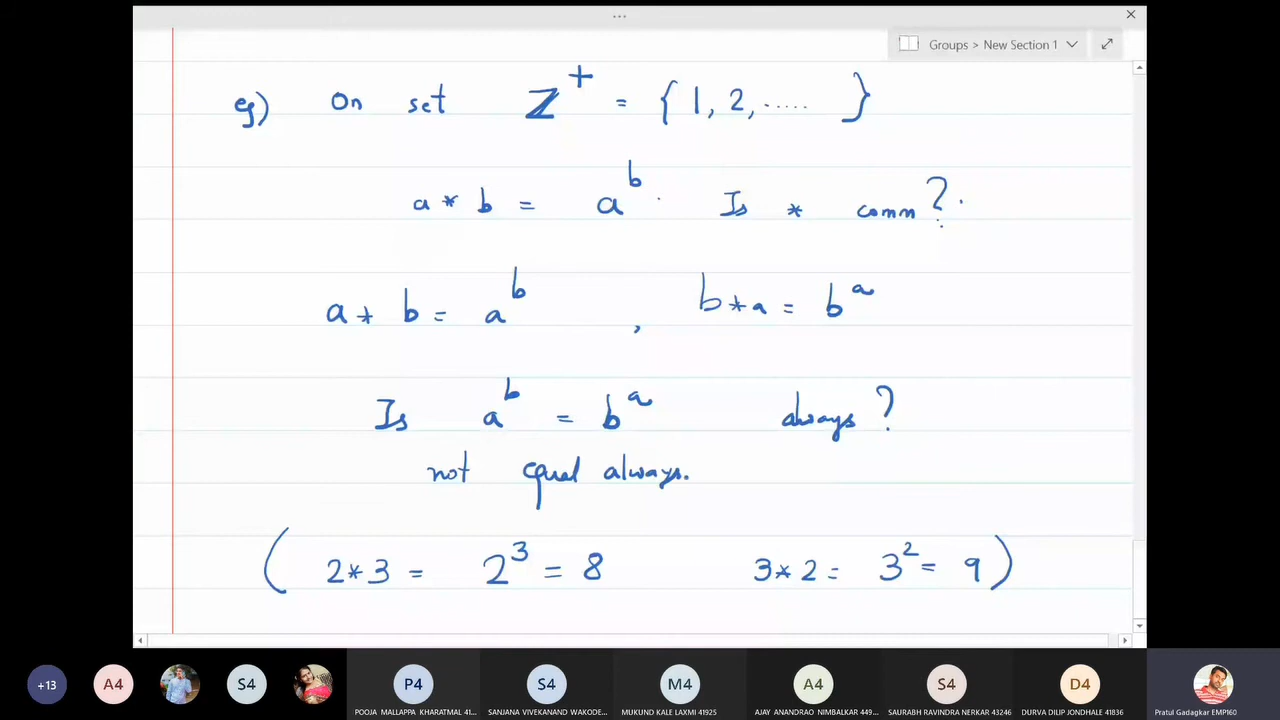 Groups > New Section 1
eg) On set Z⁺ = { 1, 2, ..... }
a * b = a^b . Is * comm ? .
a * b = a^b , b * a = b^a
Is a^b = b^a always ?
not equal always.
( 2 * 3 = 2^3 = 8 3 * 2 = 3^2 = 9 )
+13 A4 S4 P4 S4 M4 A4 S4 D4
POOJA MALLAPPA KHARATMAL 41... SANJANA VIVEKANAND WAKODE... MUKUND KALE LAXMI 41925 AJAY ANANDRAO NIMBALKAR 449... SAURABH RAVINDRA NERKAR 43246 DURVA DILIP JONDHALE 41836 Pratul Gadagkar EMP160